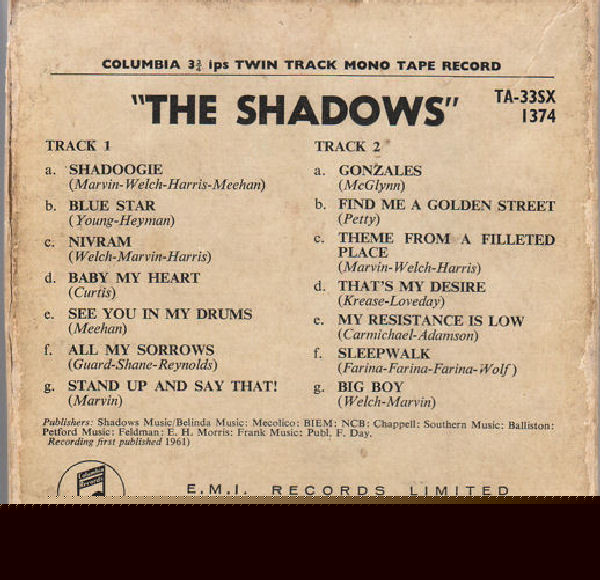 COLUMBIA 3¾ ips TWIN TRACK MONO TAPE RECORD
"THE SHADOWS"
TA-33SX
1374
TRACK 1
a. SHADOOGIE
(Marvin-Welch-Harris-Meehan)
b. BLUE STAR
(Young-Heyman)
c. NIVRAM
(Welch-Marvin-Harris)
d. BABY MY HEART
(Curtis)
e. SEE YOU IN MY DRUMS
(Meehan)
f. ALL MY SORROWS
(Guard-Shane-Reynolds)
g. STAND UP AND SAY THAT!
(Marvin)
TRACK 2
a. GONZALES
(McGlynn)
b. FIND ME A GOLDEN STREET
(Petty)
c. THEME FROM A FILLETED
PLACE
(Marvin-Welch-Harris)
d. THAT'S MY DESIRE
(Krease-Loveday)
e. MY RESISTANCE IS LOW
(Carmichael-Adamson)
f. SLEEPWALK
(Farina-Farina-Farina-Wolf)
g. BIG BOY
(Welch-Marvin)
Publishers: Shadows Music/Belinda Music: Mecolico: BIEM: NCB: Chappell: Southern Music: Balliston:
Petford Music: Feldman: E. H. Morris: Frank Music: Publ. F. Day.
Recording first published 1961)
Columbia
Records
E.M.I. RECORDS LIMITED